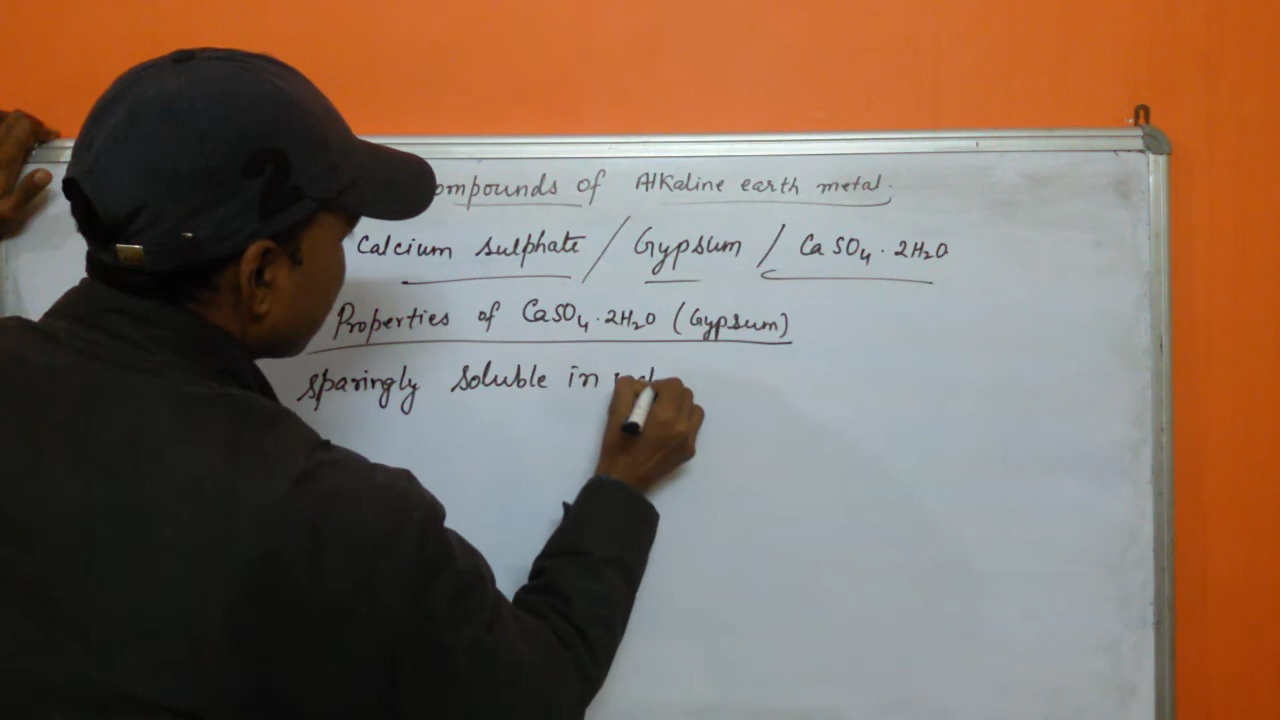 ompounds of Alkaline earth metal.
Calcium sulphate / Gypsum / CaSO₄·2H₂O
Properties of CaSO₄·2H₂O (Gypsum)
sparingly soluble in